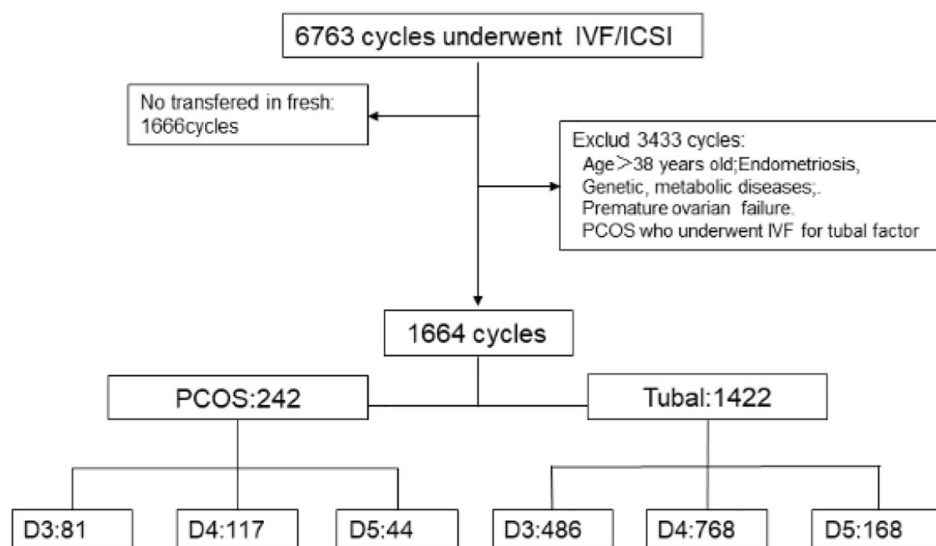 6763 cycles underwent IVF/ICSI
No transfered in fresh:
1666cycles
Exclud 3433 cycles:
Age>38 years old;Endometriosis,
Genetic, metabolic diseases;.
Premature ovarian failure.
PCOS who underwent IVF for tubal factor
1664 cycles
PCOS:242
Tubal:1422
D3:81
D4:117
D5:44
D3:486
D4:768
D5:168